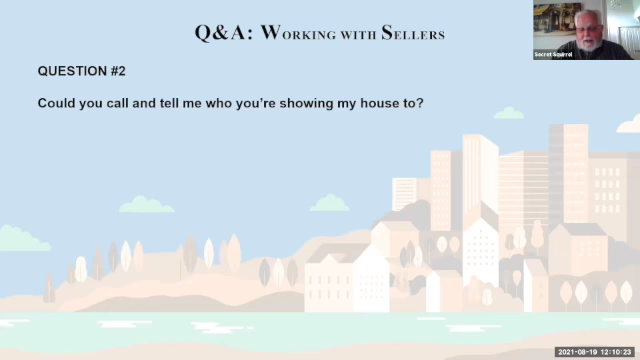 Q&A: Working with Sellers
Secret Squirrel
QUESTION #2
Could you call and tell me who you're showing my house to?
2021-08-19 12:10:23